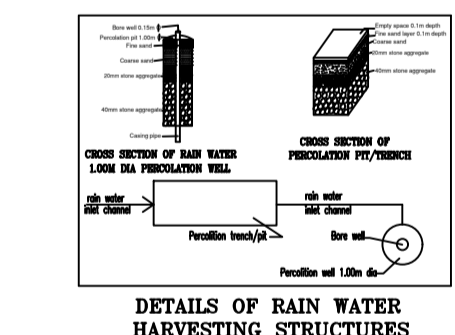 Bore well 0.15m
Percolation pit 1.00m
Fine sand
Coarse sand
20mm stone aggregate
40mm stone aggregate
Casing pipe
CROSS SECTION OF RAIN WATER
1.00M DIA PERCOLATION WELL
Empty space 0.1m depth
Fine sand layer 0.1m depth
Coarse sand
20mm stone aggregate
40mm stone aggregate
CROSS SECTION OF
PERCOLATION PIT/TRENCH
rain water
inlet channel
Percolition trench/pit
rain water
inlet channel
Bore well
Percolition well 1.00m dia
DETAILS OF RAIN WATER
HARVESTING STRUCTURES